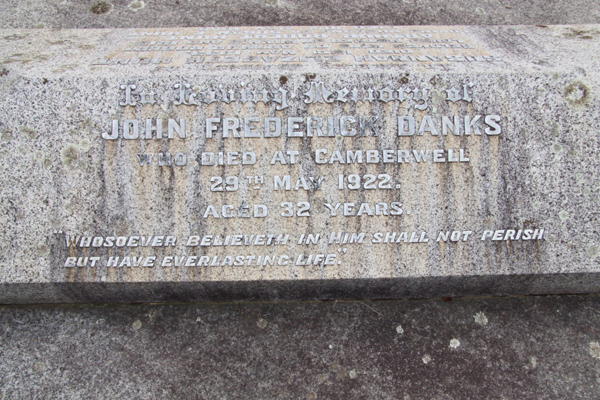 In Loving Memory of
JOHN FREDERICK DANKS
WHO DIED AT CAMBERWELL
29TH MAY 1922.
AGED 32 YEARS.
"WHOSOEVER BELIEVETH IN HIM SHALL NOT PERISH
BUT HAVE EVERLASTING LIFE."